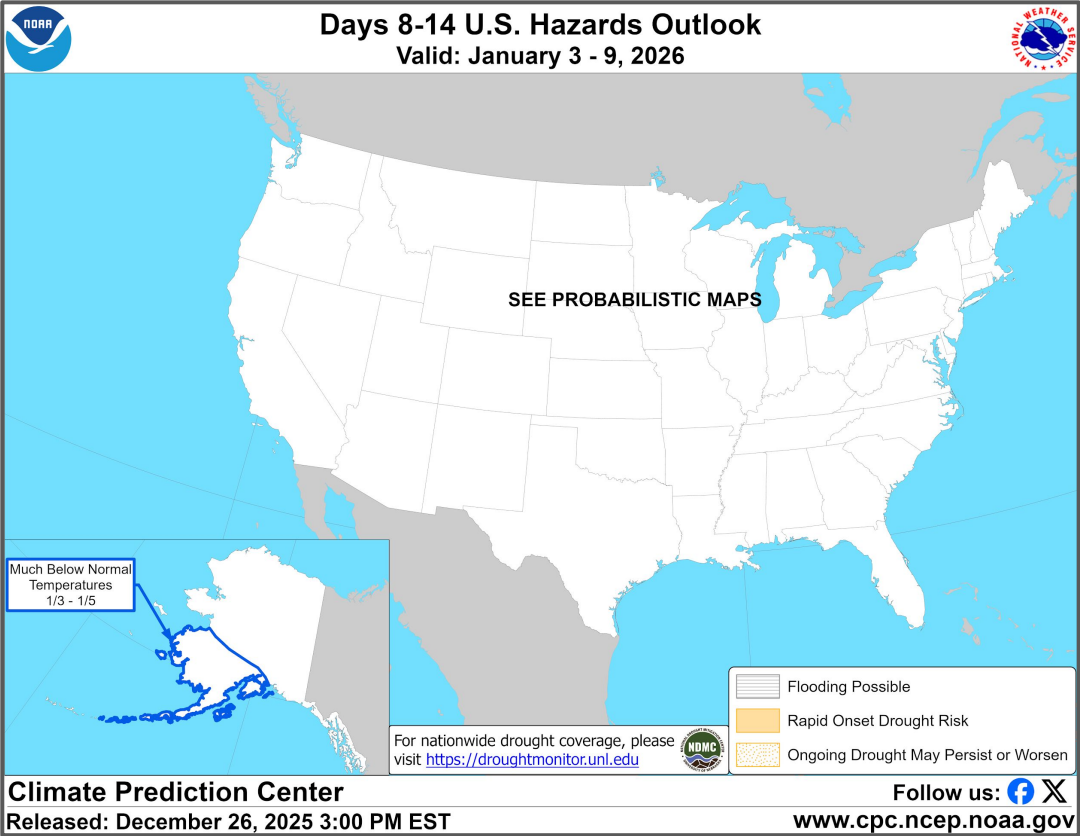 NOAA
Days 8-14 U.S. Hazards Outlook
Valid: January 3 - 9, 2026
NATIONAL WEATHER SERVICE
SEE PROBABILISTIC MAPS
Much Below Normal
Temperatures
1/3 - 1/5
Flooding Possible
Rapid Onset Drought Risk
Ongoing Drought May Persist or Worsen
For nationwide drought coverage, please
visit https://droughtmonitor.unl.edu
NDMC
Climate Prediction Center
Follow us:
Released: December 26, 2025 3:00 PM EST
www.cpc.ncep.noaa.gov